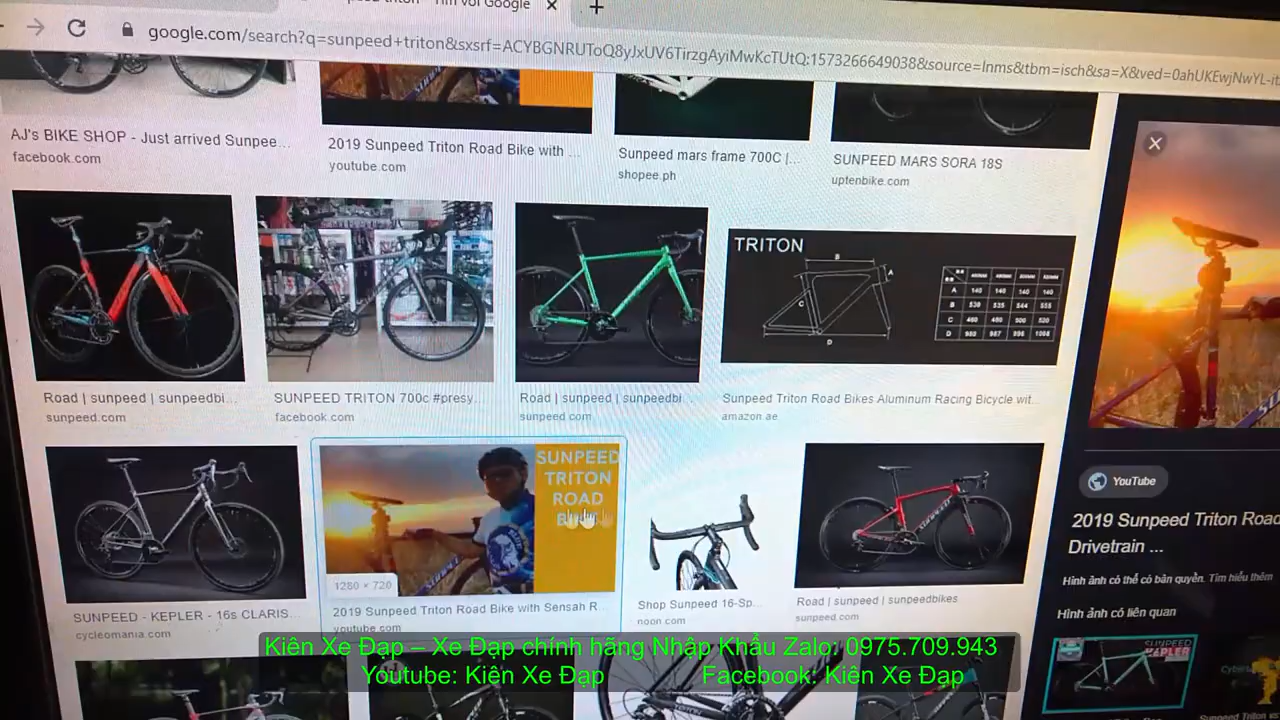 google.com/search?q=sunpeed+triton&sxsrf=ACYBGNRUToQ8yJxUV6TirzgAyiMwKcTUtQ:1573266649038&source=lnms&tbm=isch&sa=X&ved=0ahUKEwjNwYL-it
AJ's BIKE SHOP - Just arrived Sunpee...
facebook.com
2019 Sunpeed Triton Road Bike with ...
youtube.com
Sunpeed mars frame 700C |...
shopee.ph
SUNPEED MARS SORA 18S
uptenbike.com
TRITON
B
A
C
D
A 140 140 140 140
Road | sunpeed | sunpeedbi...
sunpeed.com
SUNPEED TRITON 700c #presy...
facebook.com
Road | sunpeed | sunpeedbi...
sunpeed.com
Sunpeed Triton Road Bikes Aluminum Racing Bicycle wit...
amazon.ae
SUNPEED
TRITON
ROAD
1280 × 720
YouTube
2019 Sunpeed Triton Road
Drivetrain ...
Hình ảnh có thể có bản quyền. Tìm hiểu thêm
Hình ảnh có liên quan
SUNPEED
KEPLER
SUNPEED - KEPLER - 16s CLARIS...
cycleomania.com
2019 Sunpeed Triton Road Bike with Sensah R...
youtube.com
Shop Sunpeed 16-Sp...
noon.com
Road | sunpeed | sunpeedbikes
sunpeed.com
Kiên Xe Đạp – Xe Đạp chính hãng Nhập Khẩu Zalo: 0975.709.943
Youtube: Kiên Xe Đạp Facebook: Kiên Xe Đạp